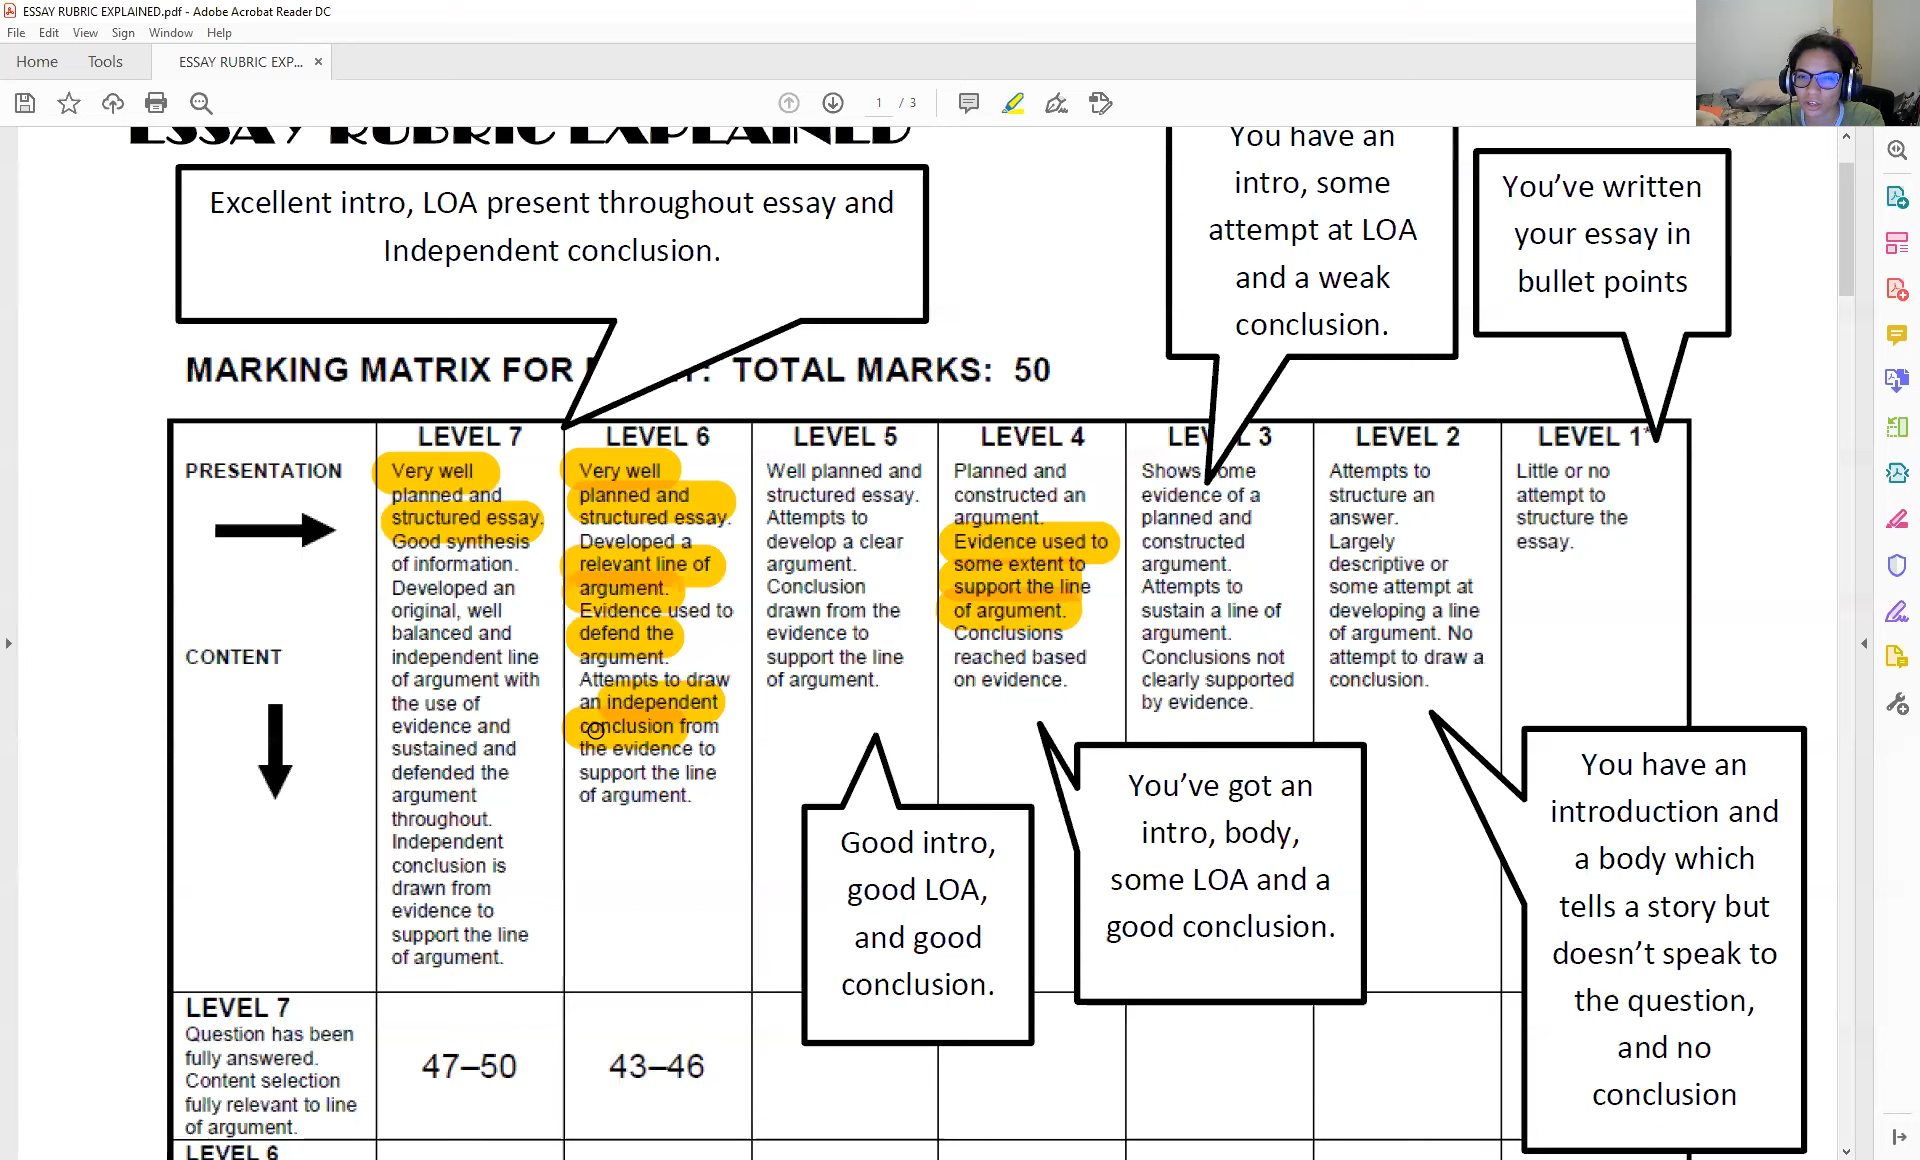 ESSAY RUBRIC EXPLAINED.pdf - Adobe Acrobat Reader DC
File Edit View Sign Window Help
Home Tools ESSAY RUBRIC EXP... ×
1 / 3
ESSAY RUBRIC EXPLAINED
Excellent intro, LOA present throughout essay and
Independent conclusion.
You have an
intro, some
attempt at LOA
and a weak
conclusion.
You’ve written
your essay in
bullet points
MARKING MATRIX FOR
TOTAL MARKS: 50
PRESENTATION
CONTENT
LEVEL 7
Very well
planned and
structured essay.
Good synthesis
of information.
Developed an
original, well
balanced and
independent line
of argument with
the use of
evidence and
sustained and
defended the
argument
throughout.
Independent
conclusion is
drawn from
evidence to
support the line
of argument.
LEVEL 6
Very well
planned and
structured essay.
Developed a
relevant line of
argument.
Evidence used to
defend the
argument.
Attempts to draw
an independent
conclusion from
the evidence to
support the line
of argument.
LEVEL 5
Well planned and
structured essay.
Attempts to
develop a clear
argument.
Conclusion
drawn from the
evidence to
support the line
of argument.
LEVEL 4
Planned and
constructed an
argument.
Evidence used to
some extent to
support the line
of argument.
Conclusions
reached based
on evidence.
LEVEL 3
Shows some
evidence of a
planned and
constructed
argument.
Attempts to
sustain a line of
argument.
Conclusions not
clearly supported
by evidence.
LEVEL 2
Attempts to
structure an
answer.
Largely
descriptive or
some attempt at
developing a line
of argument. No
attempt to draw a
conclusion.
LEVEL 1*
Little or no
attempt to
structure the
essay.
Good intro,
good LOA,
and good
conclusion.
You’ve got an
intro, body,
some LOA and a
good conclusion.
You have an
introduction and
a body which
tells a story but
doesn’t speak to
the question,
and no
conclusion
LEVEL 7
Question has been
fully answered.
Content selection
fully relevant to line
of argument.
47–50
43–46
LEVEL 6